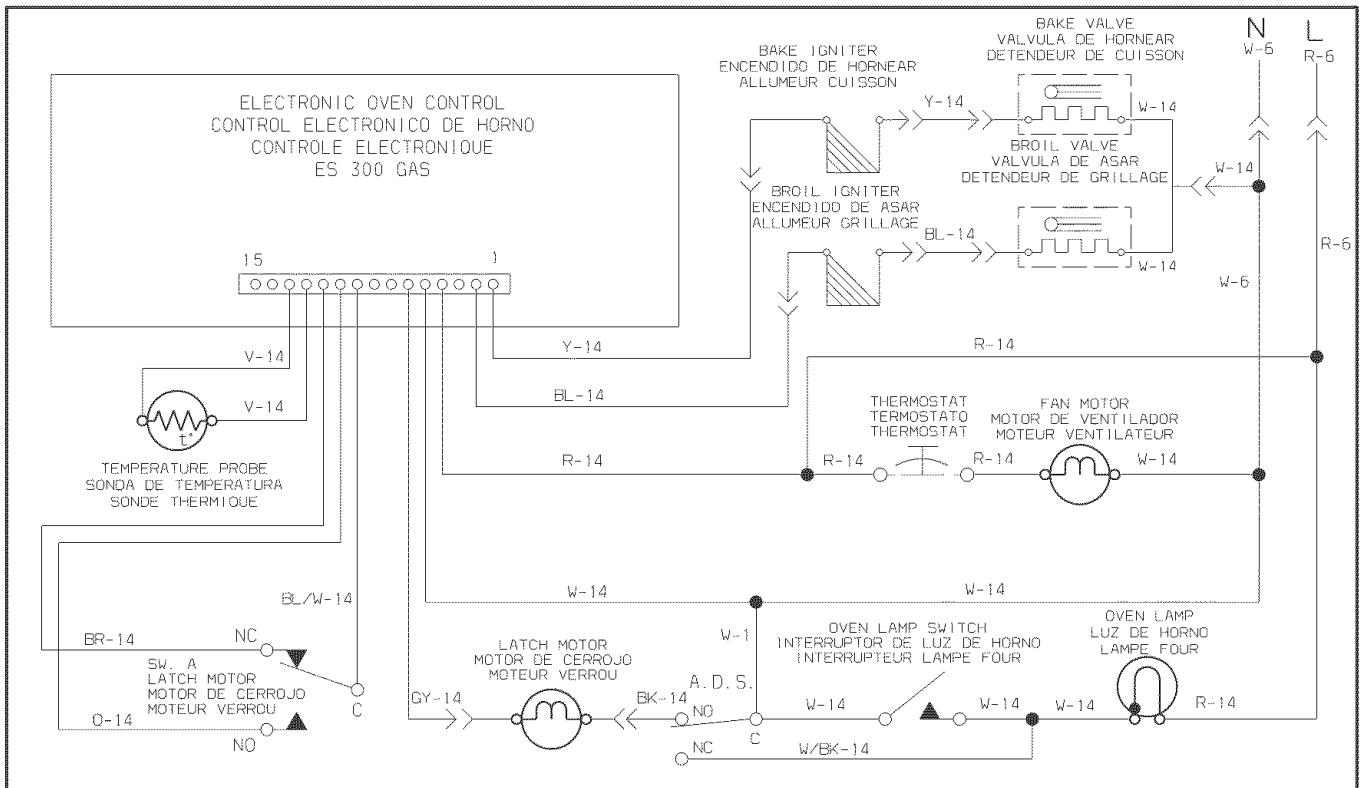 BAKE VALVE
VALVULA DE HORNEAR
DETENDEUR DE CUISSON
N
L
W-6
R-6
BAKE IGNITER
ENCENDIDO DE HORNEAR
ALLUMEUR CUISSON
ELECTRONIC OVEN CONTROL
CONTROL ELECTRONICO DE HORNO
CONTROLE ELECTRONIQUE
ES 300 GAS
Y-14
W-14
BROIL VALVE
VALVULA DE ASAR
DETENDEUR DE GRILLAGE
W-14
BROIL IGNITER
ENCENDIDO DE ASAR
ALLUMEUR GRILLAGE
BL-14
W-14
R-6
W-6
15
1
Y-14
R-14
V-14
BL-14
V-14
t°
THERMOSTAT
TERMOSTATO
THERMOSTAT
FAN MOTOR
MOTOR DE VENTILADOR
MOTEUR VENTILATEUR
R-14
R-14
R-14
W-14
TEMPERATURE PROBE
SONDA DE TEMPERATURA
SONDE THERMIQUE
BL/W-14
W-14
W-14
W-1
BR-14
NC
SW. A
LATCH MOTOR
MOTOR DE CERROJO
MOTEUR VERROU
C
O-14
NO
LATCH MOTOR
MOTOR DE CERROJO
MOTEUR VERROU
OVEN LAMP SWITCH
INTERRUPTOR DE LUZ DE HORNO
INTERRUPTEUR LAMPE FOUR
OVEN LAMP
LUZ DE HORNO
LAMPE FOUR
A.D.S.
GY-14
BK-14
NO
C
W-14
W-14
W-14
R-14
NC
W/BK-14